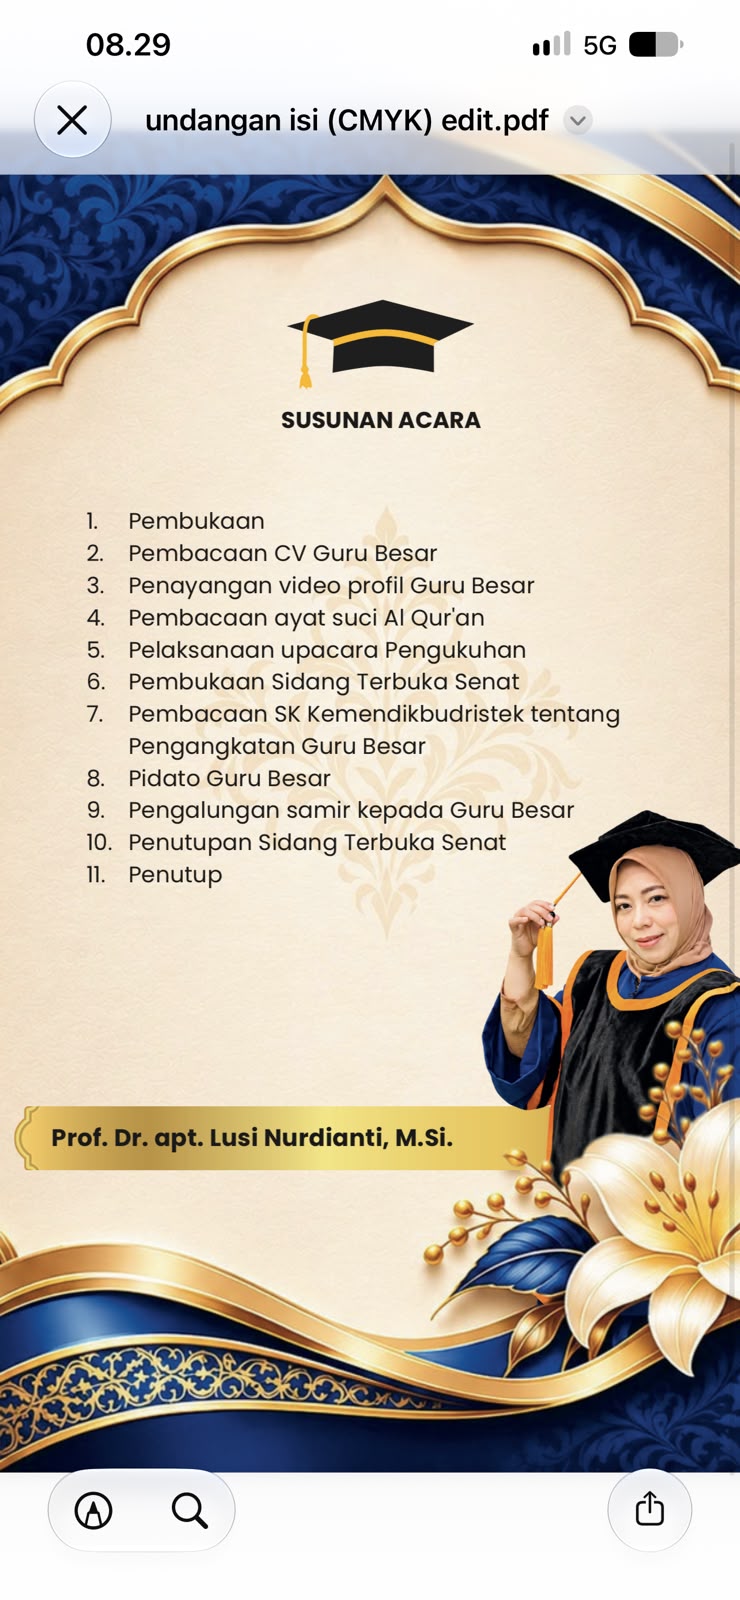 08.29
5G
undangan isi (CMYK) edit.pdf
SUSUNAN ACARA
1. Pembukaan
2. Pembacaan CV Guru Besar
3. Penayangan video profil Guru Besar
4. Pembacaan ayat suci Al Qur'an
5. Pelaksanaan upacara Pengukuhan
6. Pembukaan Sidang Terbuka Senat
7. Pembacaan SK Kemendikbudristek tentang
Pengangkatan Guru Besar
8. Pidato Guru Besar
9. Pengalungan samir kepada Guru Besar
10. Penutupan Sidang Terbuka Senat
11. Penutup
Prof. Dr. apt. Lusi Nurdianti, M.Si.